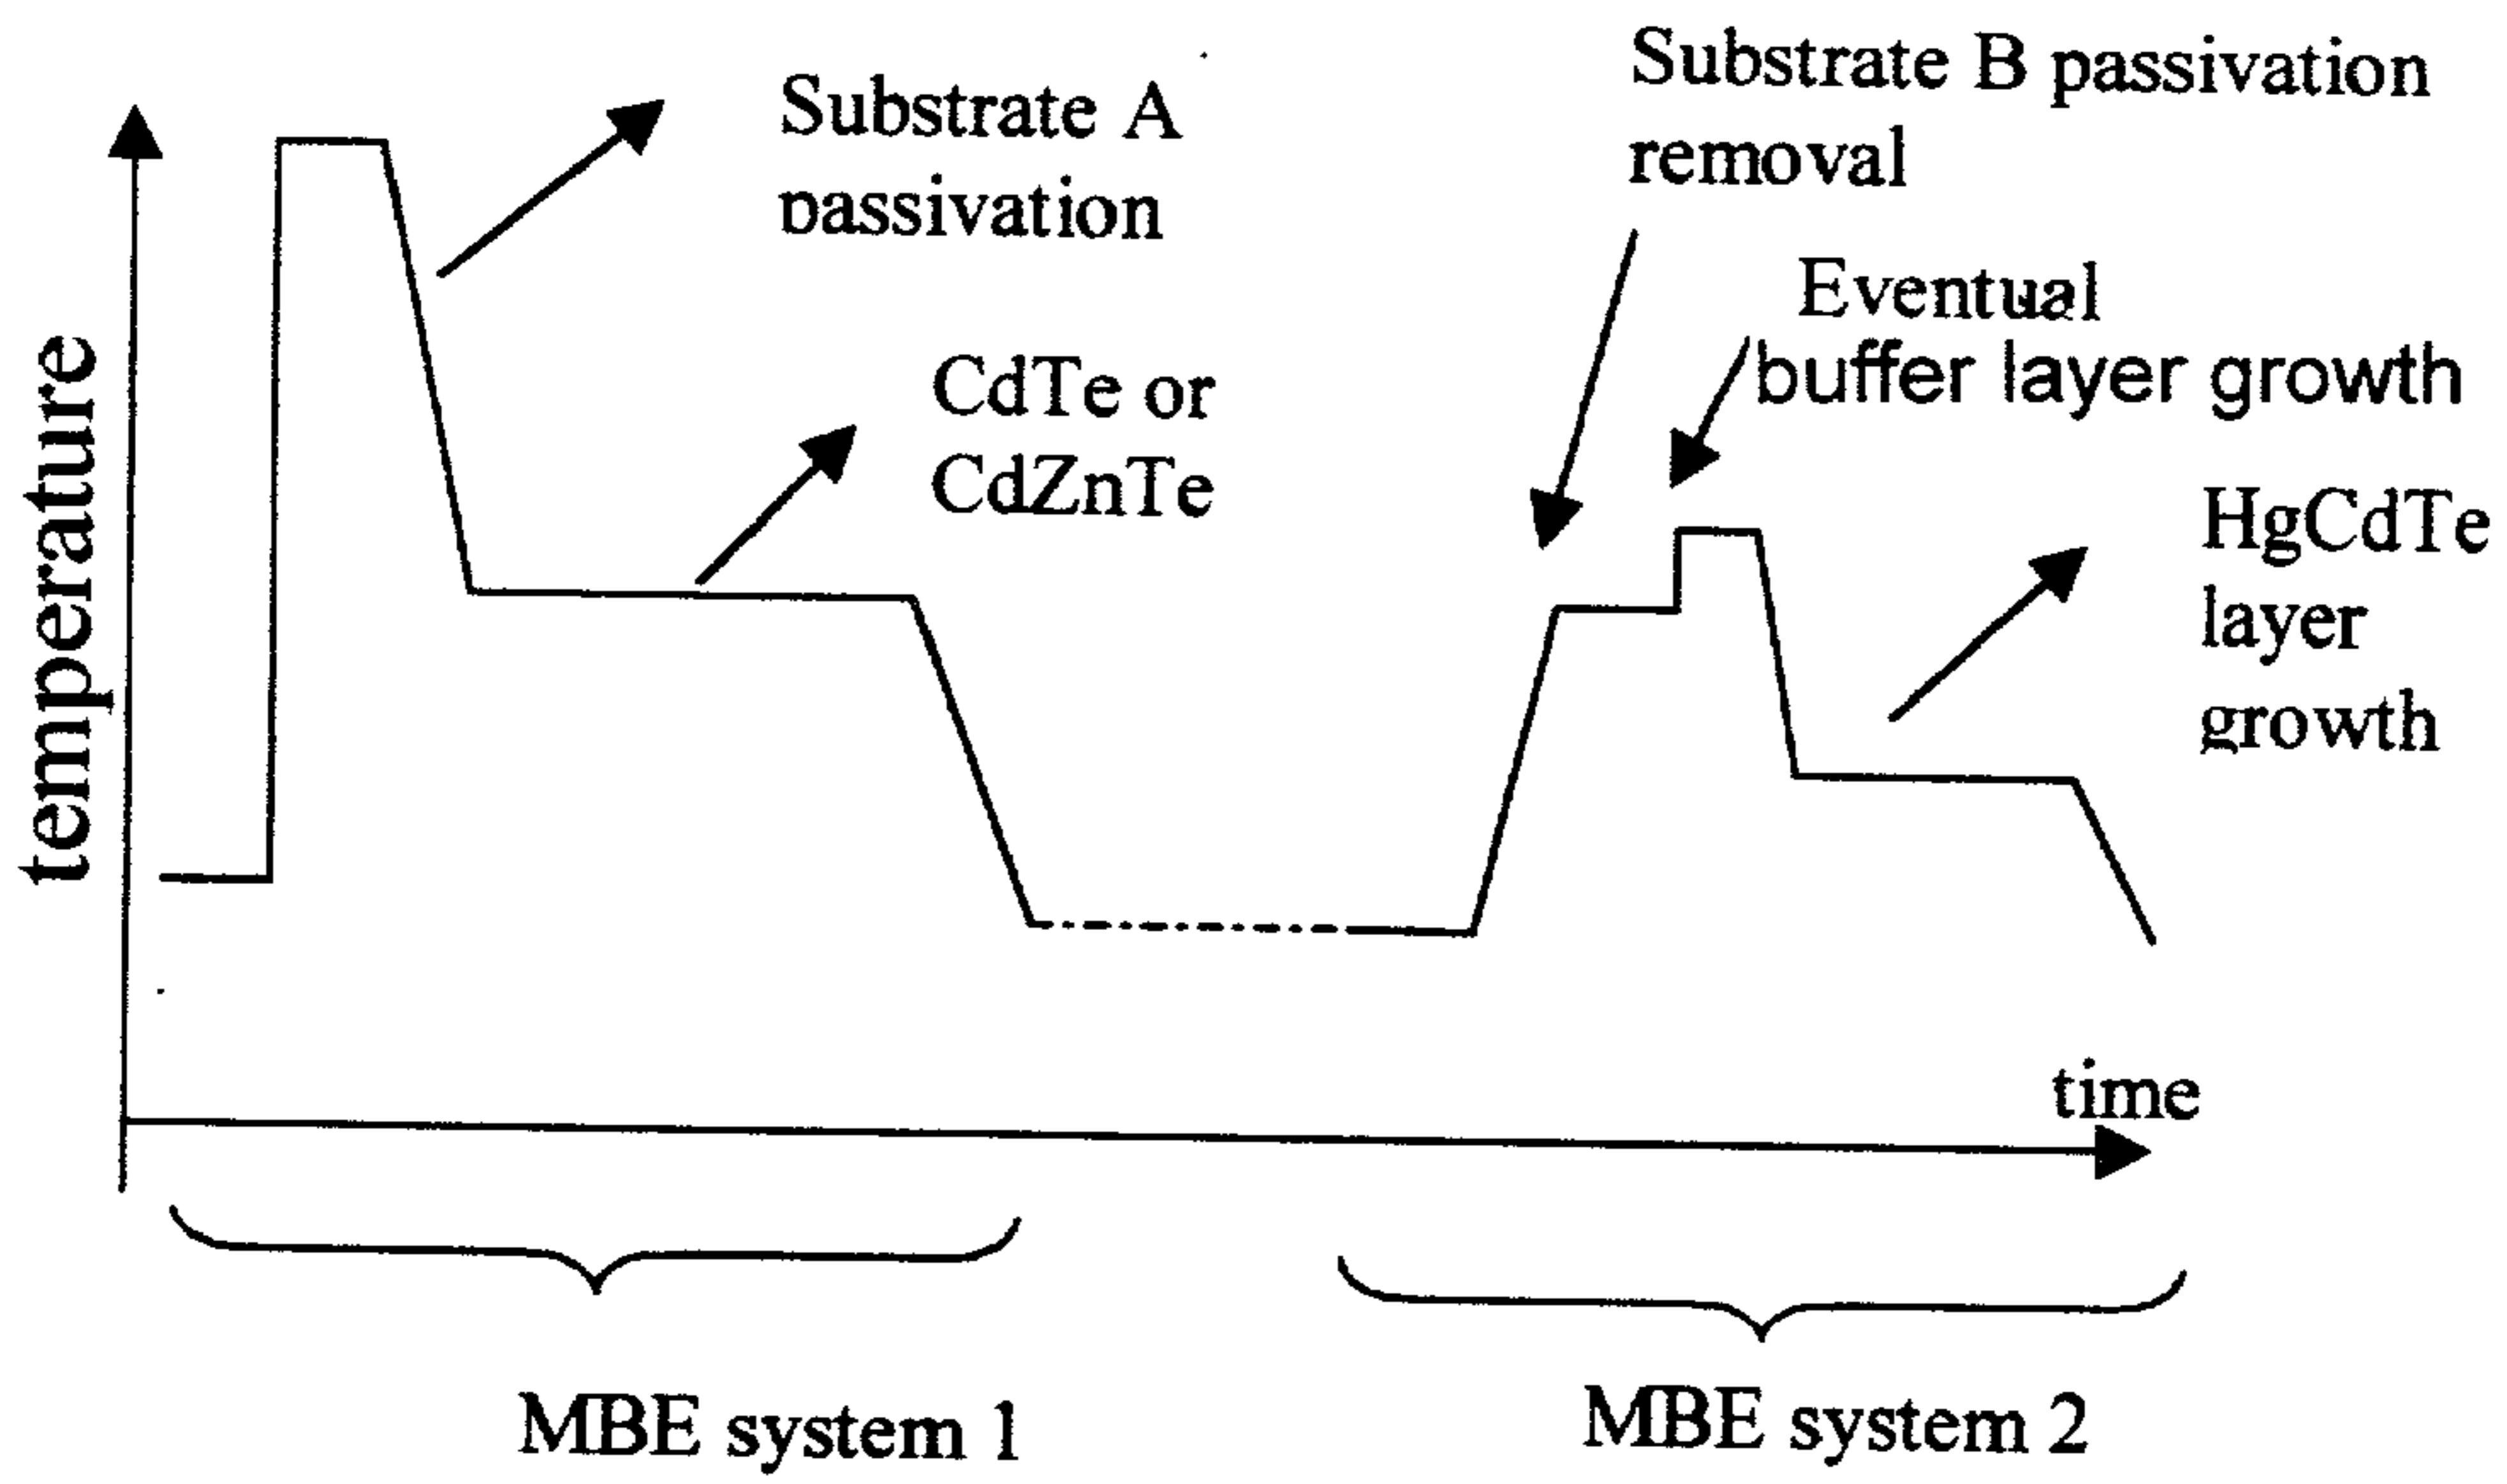 temperature
Substrate A
passivation
CdTe or
CdZnTe
Substrate B passivation
removal
Eventual
buffer layer growth
HgCdTe
layer
growth
time
MBE system 1
MBE system 2